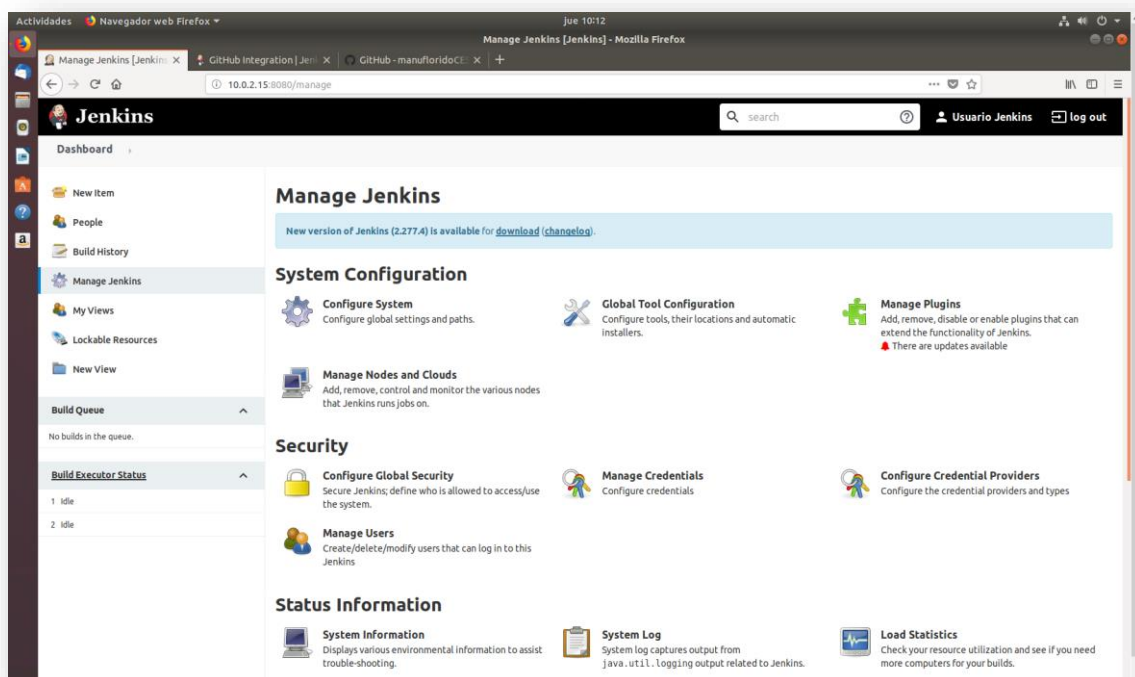 Actividades
Navegador web Firefox
jue 10:12
Manage Jenkins [Jenkins] - Mozilla Firefox
Manage Jenkins [Jenkins
GitHub Integration | Jen
GitHub - manufloridoCE
10.0.2.15:8080/manage
Jenkins
search
Usuario Jenkins
log out
Dashboard
New Item
People
Build History
Manage Jenkins
My Views
Lockable Resources
New View
Build Queue
No builds in the queue.
Build Executor Status
1 Idle
2 Idle
Manage Jenkins
New version of Jenkins (2.277.4) is available for download (changelog).
System Configuration
Configure System
Configure global settings and paths.
Global Tool Configuration
Configure tools, their locations and automatic
installers.
Manage Plugins
Add, remove, disable or enable plugins that can
extend the functionality of Jenkins.
There are updates available
Manage Nodes and Clouds
Add, remove, control and monitor the various nodes
that Jenkins runs jobs on.
Security
Configure Global Security
Secure Jenkins; define who is allowed to access/use
the system.
Manage Credentials
Configure credentials
Configure Credential Providers
Configure the credential providers and types
Manage Users
Create/delete/modify users that can log in to this
Jenkins
Status Information
System Information
Displays various environmental information to assist
trouble-shooting.
System Log
System log captures output from
java.util.logging output related to Jenkins.
Load Statistics
Check your resource utilization and see if you need
more computers for your builds.